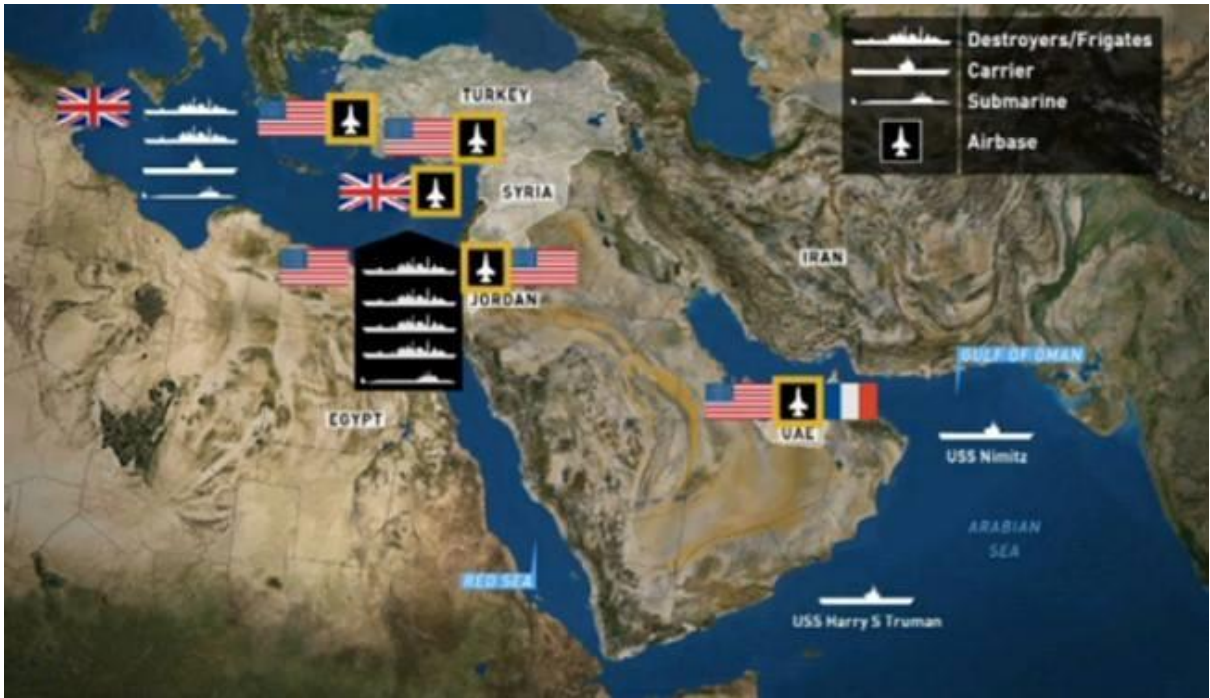 Destroyers/Frigates
Carrier
Submarine
Airbase
TURKEY
SYRIA
IRAN
JORDAN
GULF OF OMAN
EGYPT
UAE
USS Nimitz
ARABIAN
SEA
RED SEA
USS Harry S Truman